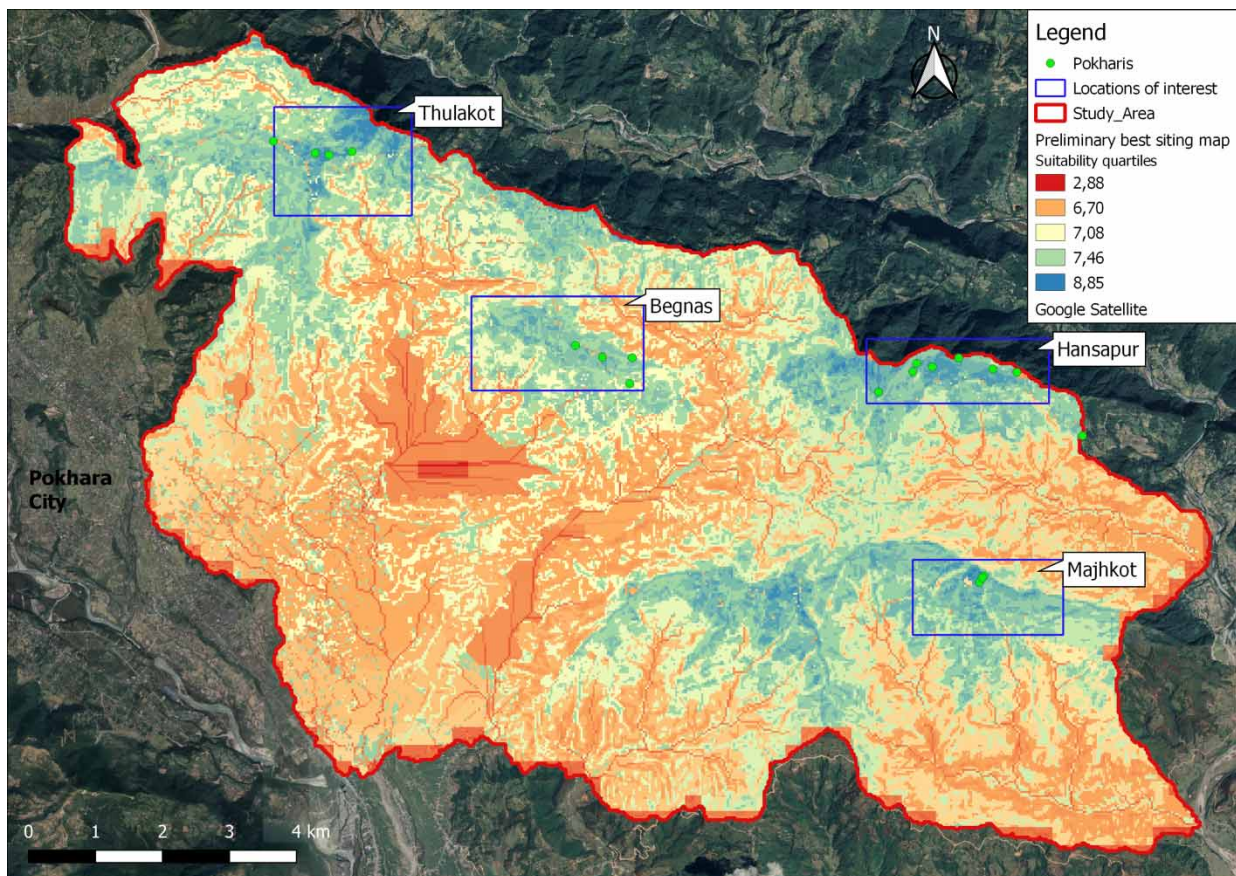 Legend
Pokharis
Locations of interest
Study_Area
Preliminary best siting map
Suitability quartiles
2,88
6,70
7,08
7,46
8,85
Google Satellite
N
Thulakot
Begnas
Hansapur
Pokhara
City
Majhkot
0 1 2 3 4 km